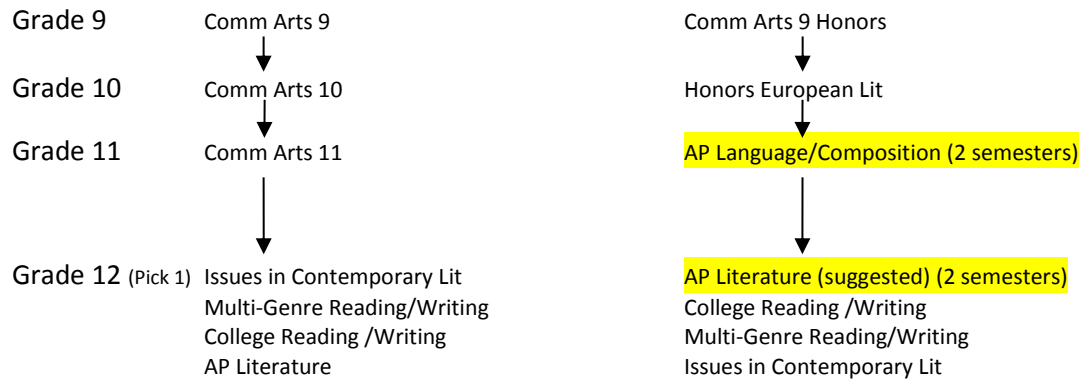 Grade 9 Comm Arts 9 Comm Arts 9 Honors
Grade 10 Comm Arts 10 Honors European Lit
Grade 11 Comm Arts 11 AP Language/Composition (2 semesters)
Grade 12 (Pick 1) Issues in Contemporary Lit AP Literature (suggested) (2 semesters)
Multi-Genre Reading/Writing College Reading /Writing
College Reading /Writing Multi-Genre Reading/Writing
AP Literature Issues in Contemporary Lit